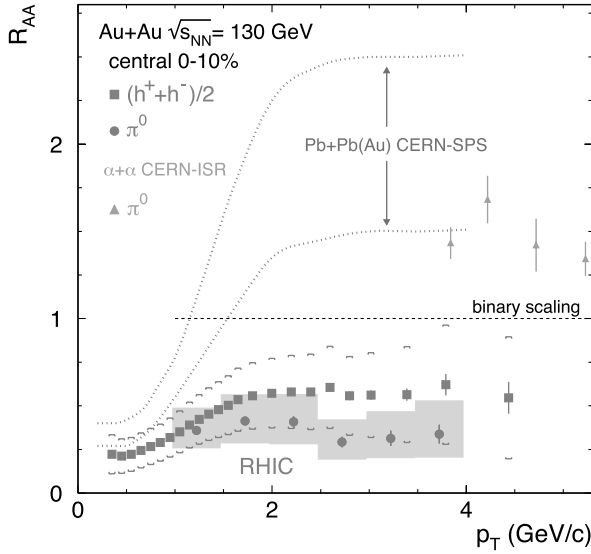 R_AA
Au+Au √s_NN = 130 GeV
central 0-10%
(h⁺+h⁻)/2
π⁰
α+α CERN-ISR
π⁰
Pb+Pb(Au) CERN-SPS
binary scaling
RHIC
2
1
0
0 2 4
p_T (GeV/c)